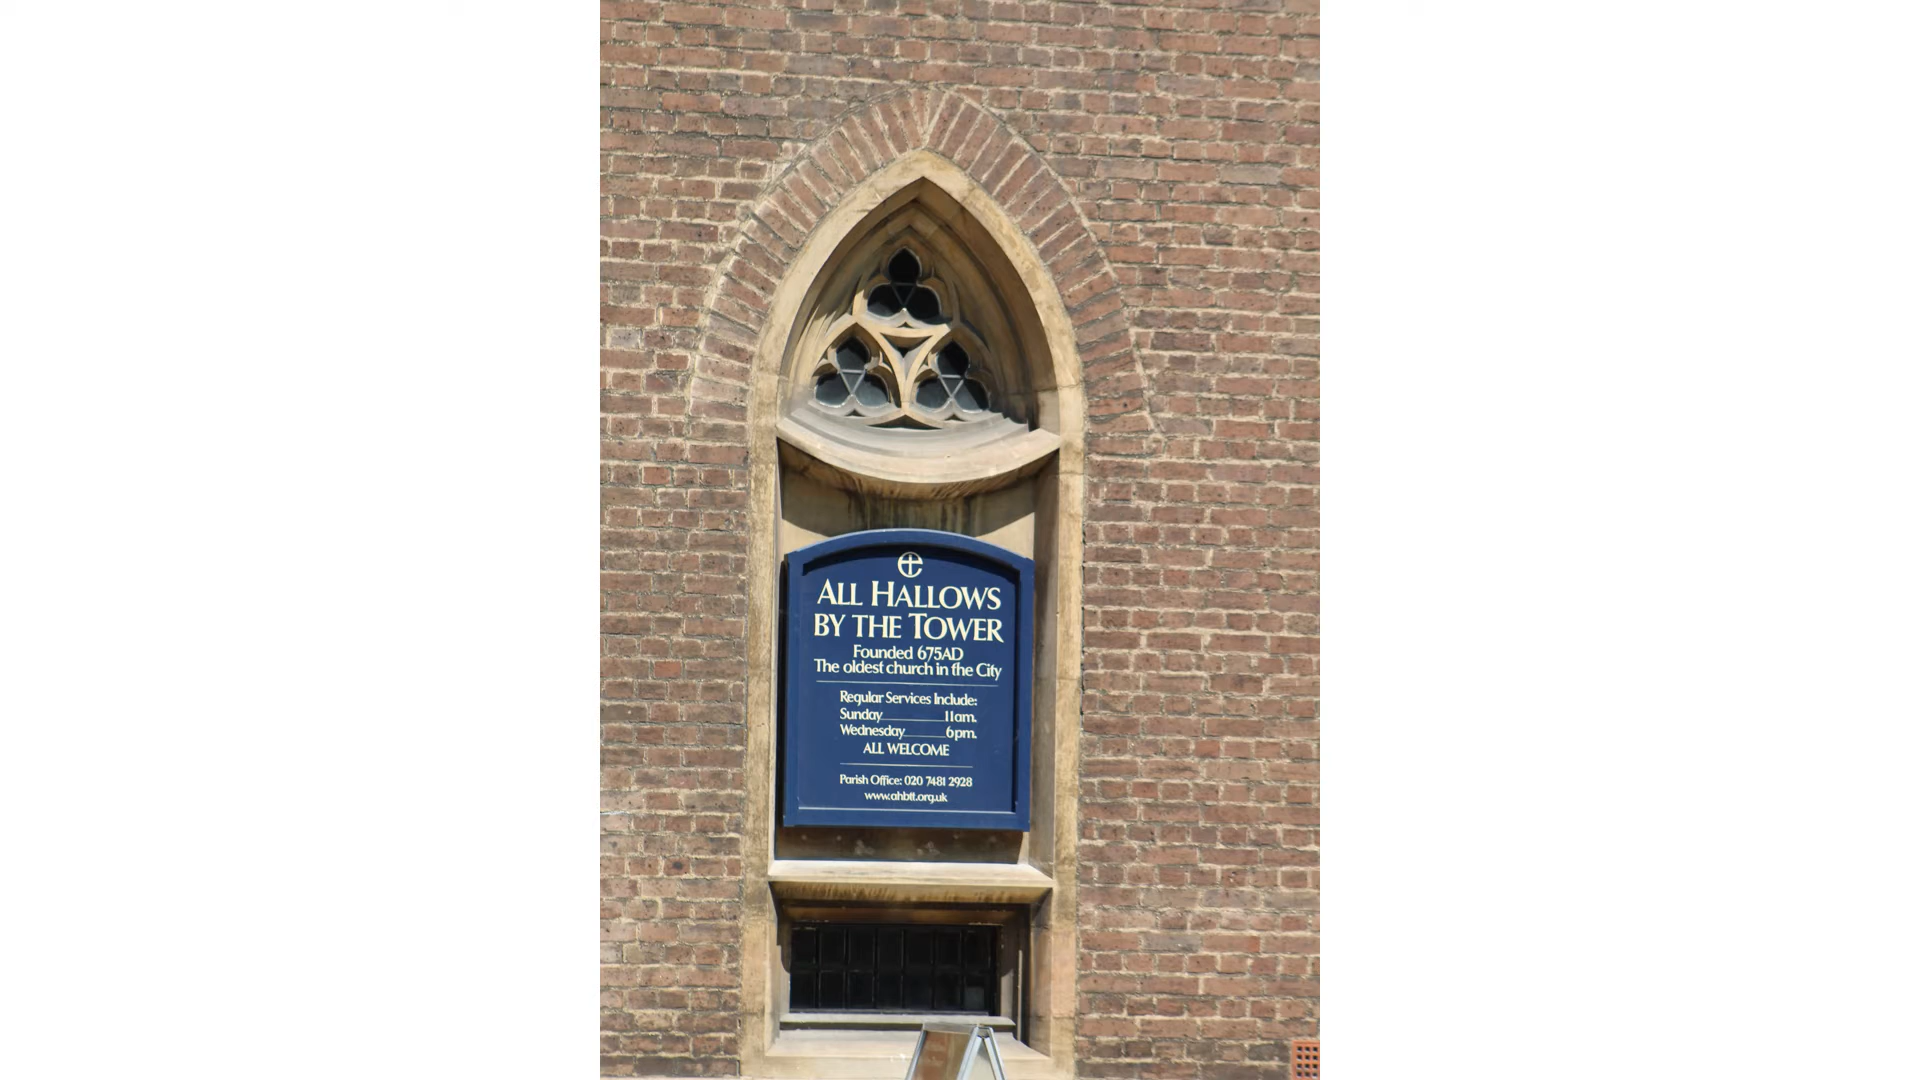 ALL HALLOWS
BY THE TOWER
Founded 675AD
The oldest church in the City
Regular Services Include:
Sunday 11am.
Wednesday 6pm.
ALL WELCOME
Parish Office: 020 7481 2928
www.ahbtt.org.uk